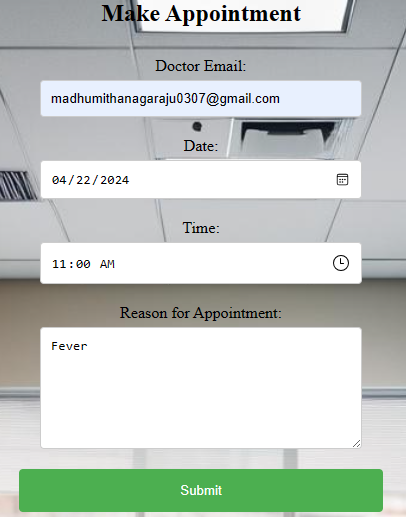 Make Appointment
Doctor Email:
madhumithanagaraju0307@gmail.com
Date:
04/22/2024
Time:
11:00 AM
Reason for Appointment:
Fever
Submit